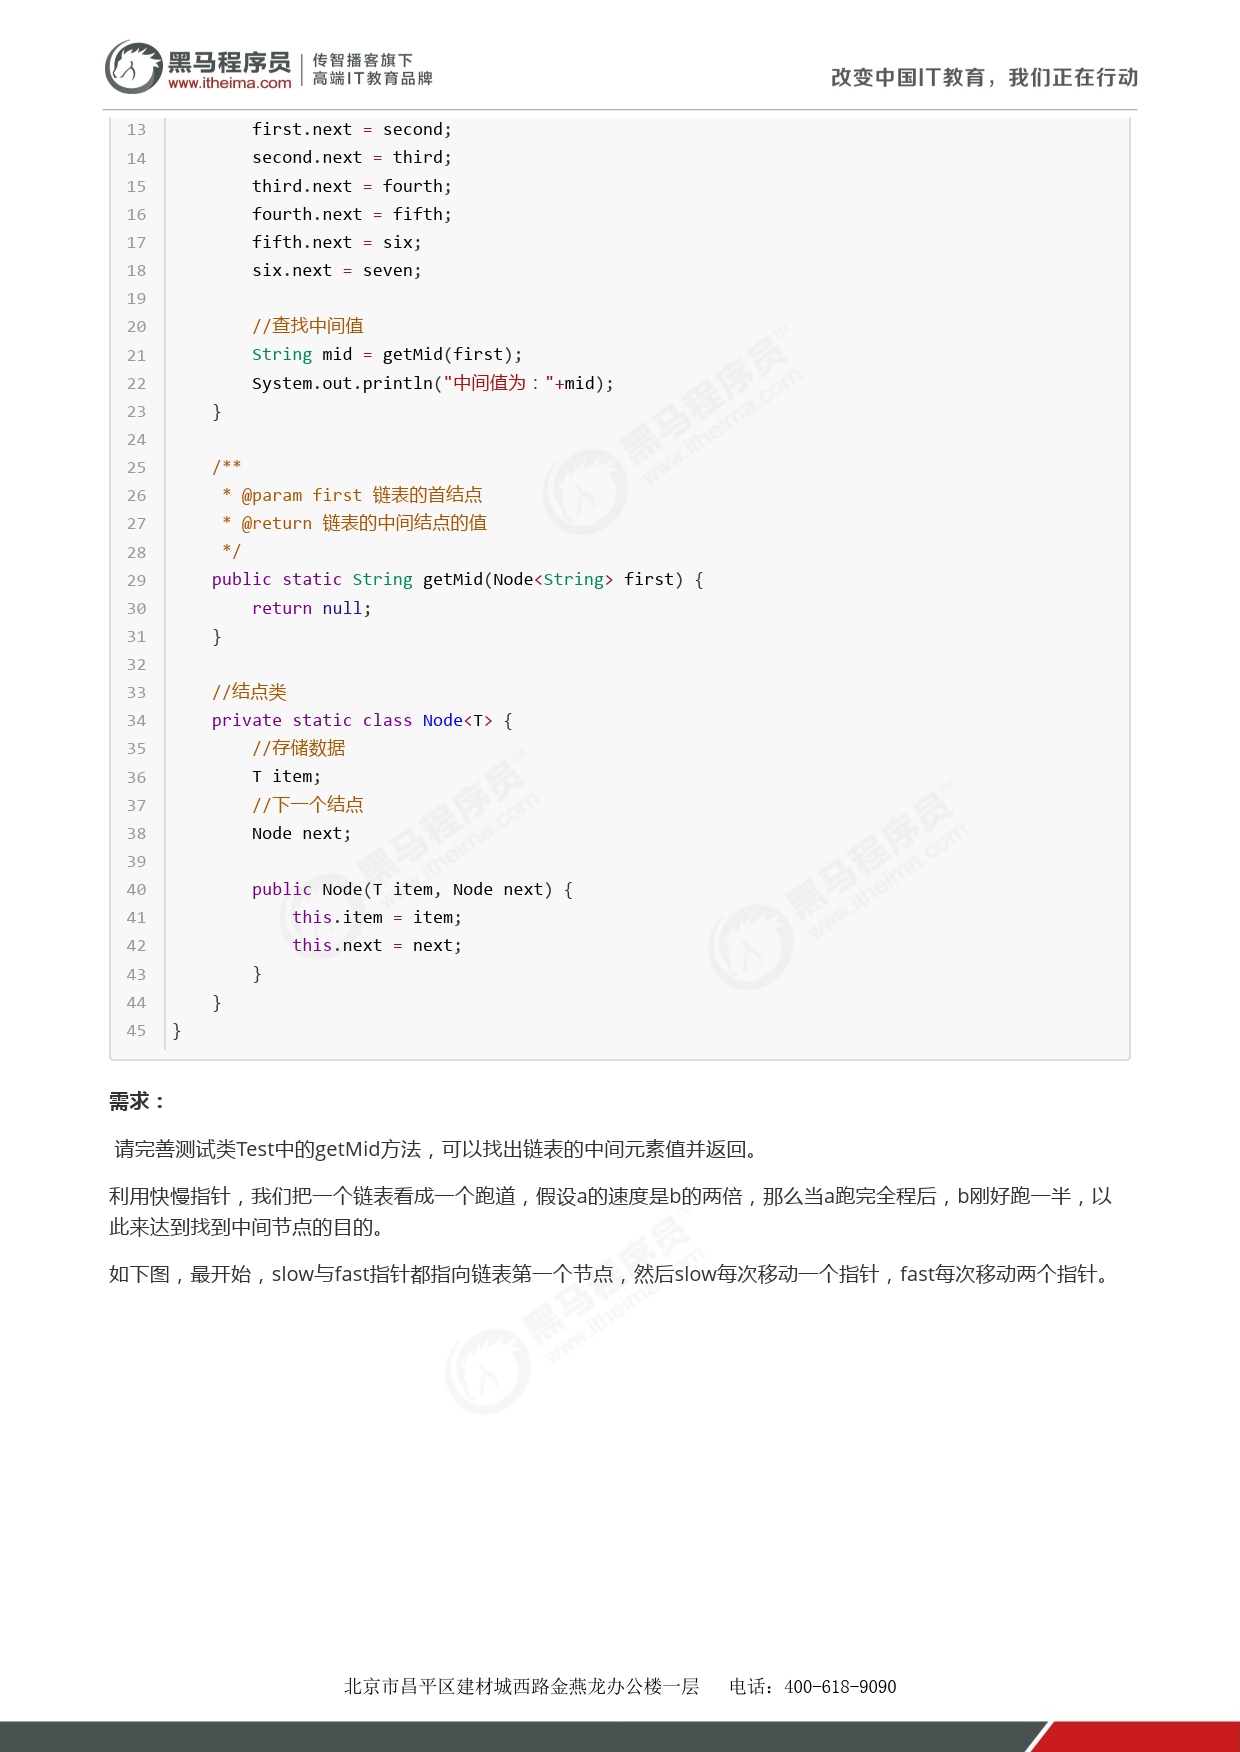 黑马程序员 传智播客旗下
www.itheima.com 高端IT教育品牌
改变中国IT教育，我们正在行动
13 first.next = second;
14 second.next = third;
15 third.next = fourth;
16 fourth.next = fifth;
17 fifth.next = six;
18 six.next = seven;
19
20 //查找中间值
21 String mid = getMid(first);
22 System.out.println("中间值为："+mid);
23 }
24
25 /**
26 * @param first 链表的首结点
27 * @return 链表的中间结点的值
28 */
29 public static String getMid(Node<String> first) {
30 return null;
31 }
32
33 //结点类
34 private static class Node<T> {
35 //存储数据
36 T item;
37 //下一个结点
38 Node next;
39
40 public Node(T item, Node next) {
41 this.item = item;
42 this.next = next;
43 }
44 }
45 }
需求：
请完善测试类Test中的getMid方法，可以找出链表的中间元素值并返回。
利用快慢指针，我们把一个链表看成一个跑道，假设a的速度是b的两倍，那么当a跑完全程后，b刚好跑一半，以
此来达到找到中间节点的目的。
如下图，最开始，slow与fast指针都指向链表第一个节点，然后slow每次移动一个指针，fast每次移动两个指针。
北京市昌平区建材城西路金燕龙办公楼一层 电话：400-618-9090